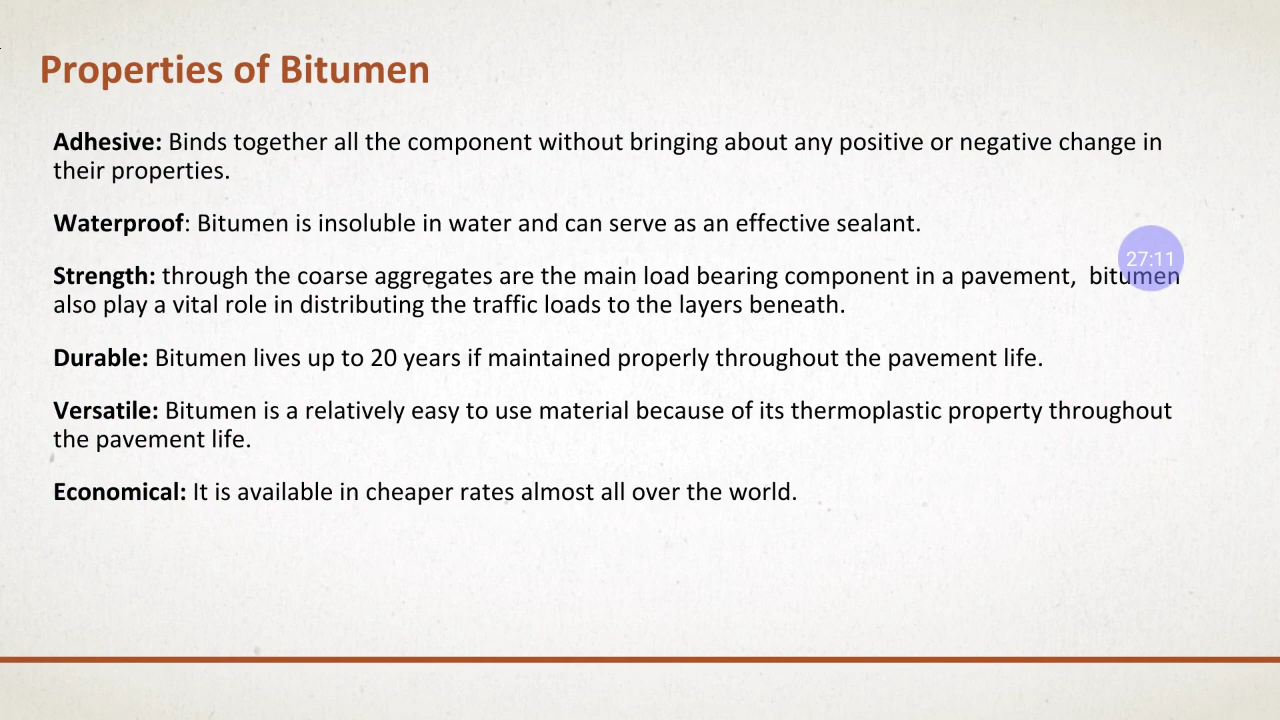 Properties of Bitumen
Adhesive: Binds together all the component without bringing about any positive or negative change in
their properties.
Waterproof: Bitumen is insoluble in water and can serve as an effective sealant.
27:11
Strength: through the coarse aggregates are the main load bearing component in a pavement,  bitumen
also play a vital role in distributing the traffic loads to the layers beneath.
Durable: Bitumen lives up to 20 years if maintained properly throughout the pavement life.
Versatile: Bitumen is a relatively easy to use material because of its thermoplastic property throughout
the pavement life.
Economical: It is available in cheaper rates almost all over the world.